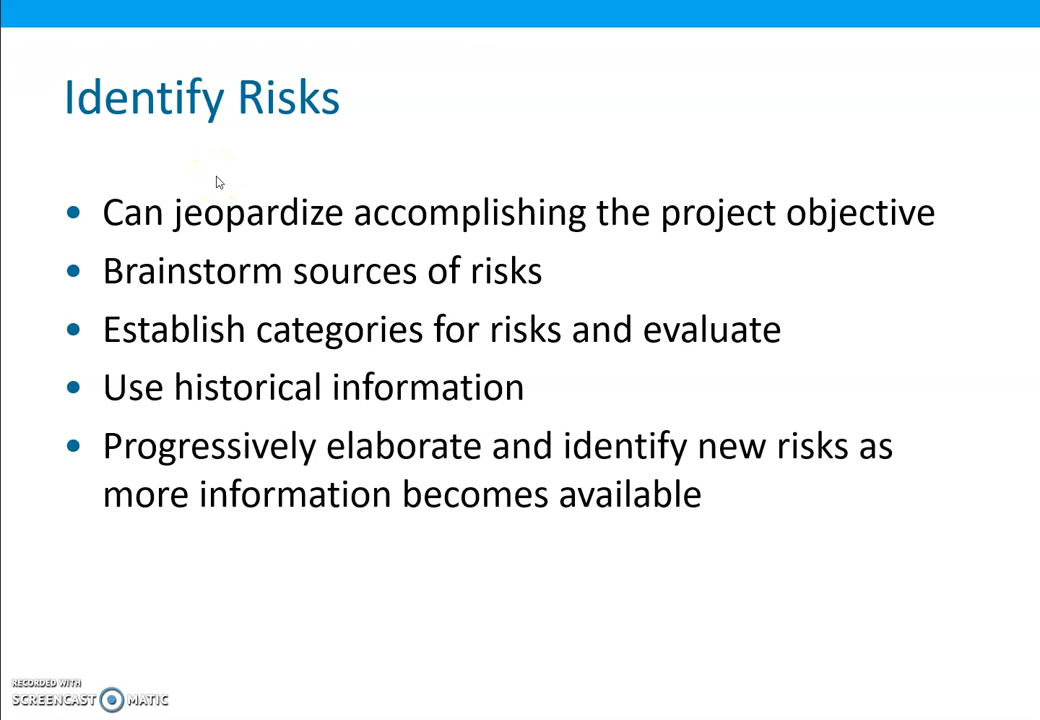 Identify Risks
• Can jeopardize accomplishing the project objective
• Brainstorm sources of risks
• Establish categories for risks and evaluate
• Use historical information
• Progressively elaborate and identify new risks as
more information becomes available
RECORDED WITH
SCREENCAST MATIC